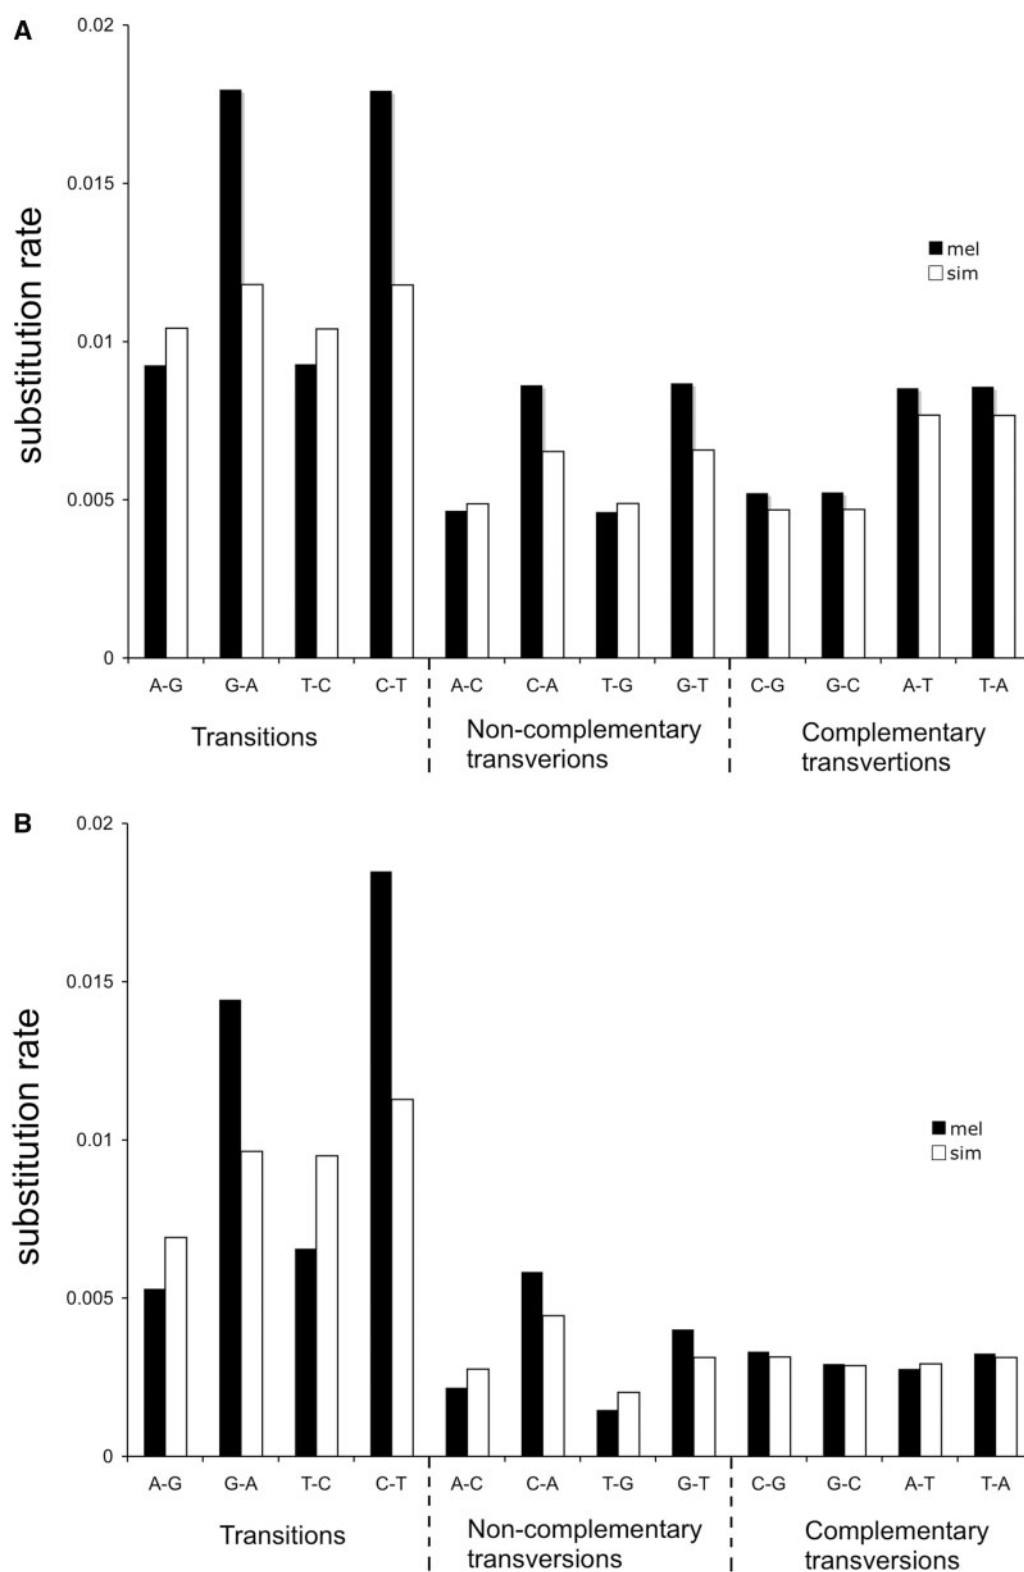 A
0.02
0.015
0.01
0.005
0
substitution rate
mel
sim
A-G G-A T-C C-T A-C C-A T-G G-T C-G G-C A-T T-A
Transitions
Non-complementary
transverions
Complementary
transvertions
B
0.02
0.015
0.01
0.005
0
substitution rate
mel
sim
A-G G-A T-C C-T A-C C-A T-G G-T C-G G-C A-T T-A
Transitions
Non-complementary
transversions
Complementary
transversions